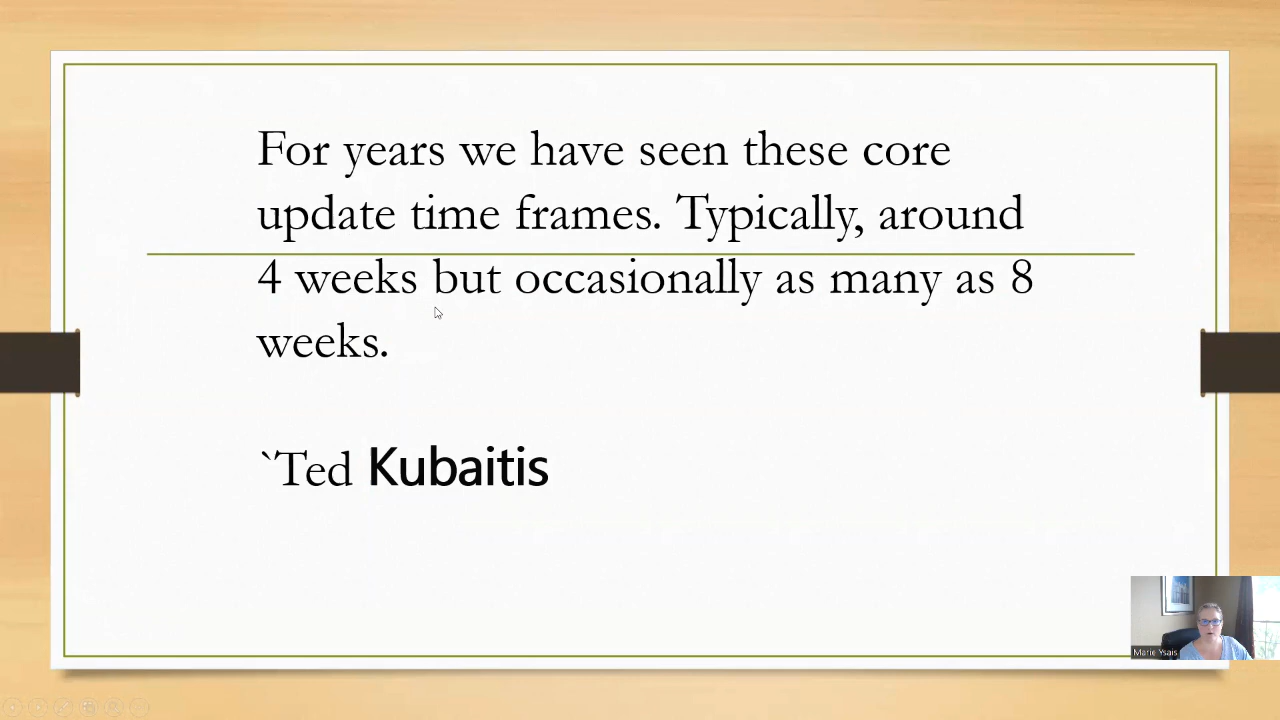 For years we have seen these core
update time frames. Typically, around
4 weeks but occasionally as many as 8
weeks.
`Ted Kubaitis
Marie Ysais